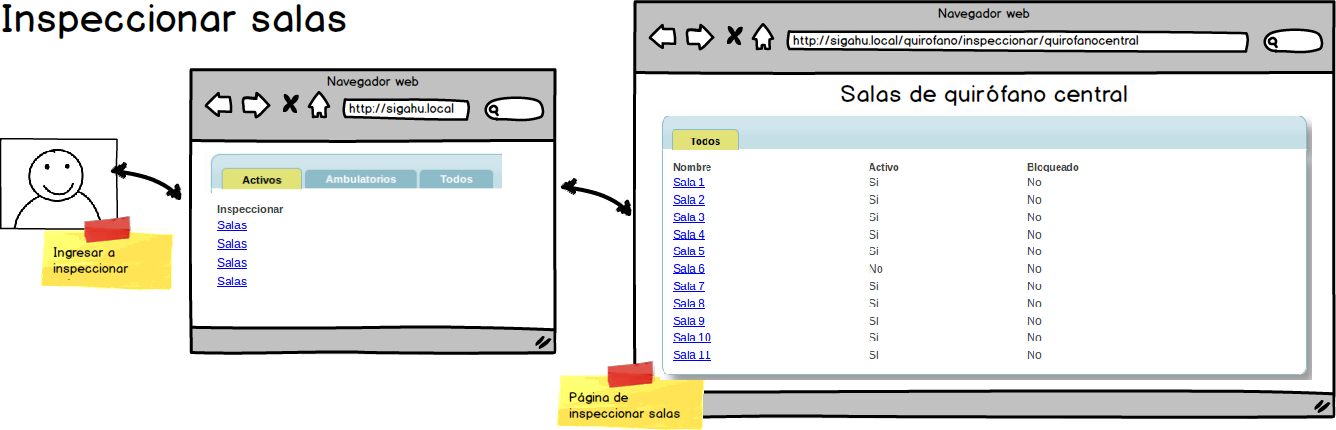 Inspeccionar salas
Ingresar a
inspeccionar
Navegador web
http://sigahu.local
Activos Ambulatorios Todos
Inspeccionar
Salas
Salas
Salas
Salas
Navegador web
http://sigahu.local/quirofano/inspeccionar/quirofanocentral
Salas de quirófano central
Todos
Nombre Activo Bloqueado
Sala 1 Si No
Sala 2 Si No
Sala 3 Si No
Sala 4 Si No
Sala 5 Si No
Sala 6 No No
Sala 7 Si No
Sala 8 Si No
Sala 9 Si No
Sala 10 Si No
Sala 11 Si No
Página de
inspeccionar salas